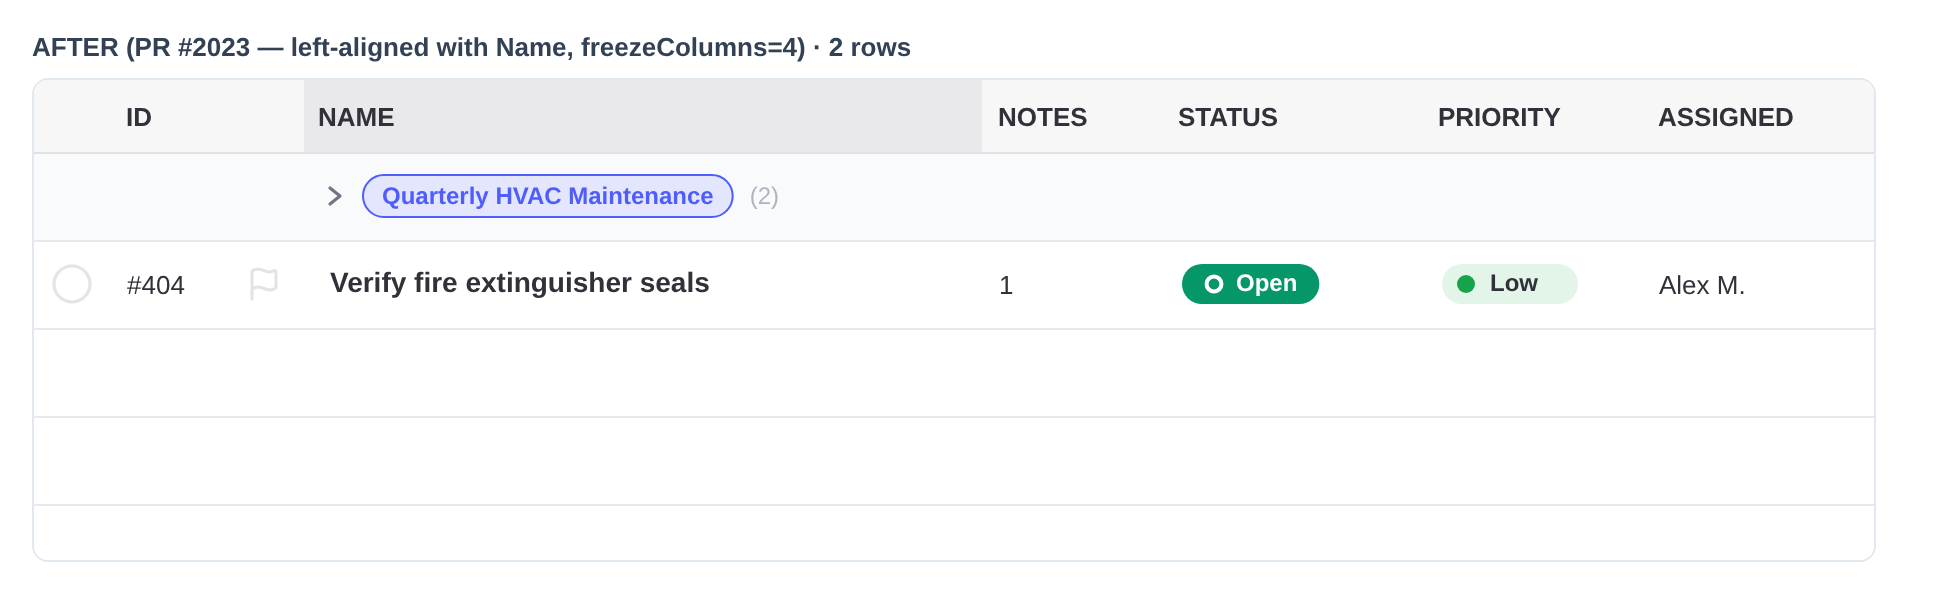 AFTER (PR #2023 — left-aligned with Name, freezeColumns=4) · 2 rows
ID NAME NOTES STATUS PRIORITY ASSIGNED
Quarterly HVAC Maintenance (2)
#404 Verify fire extinguisher seals 1 Open Low Alex M.